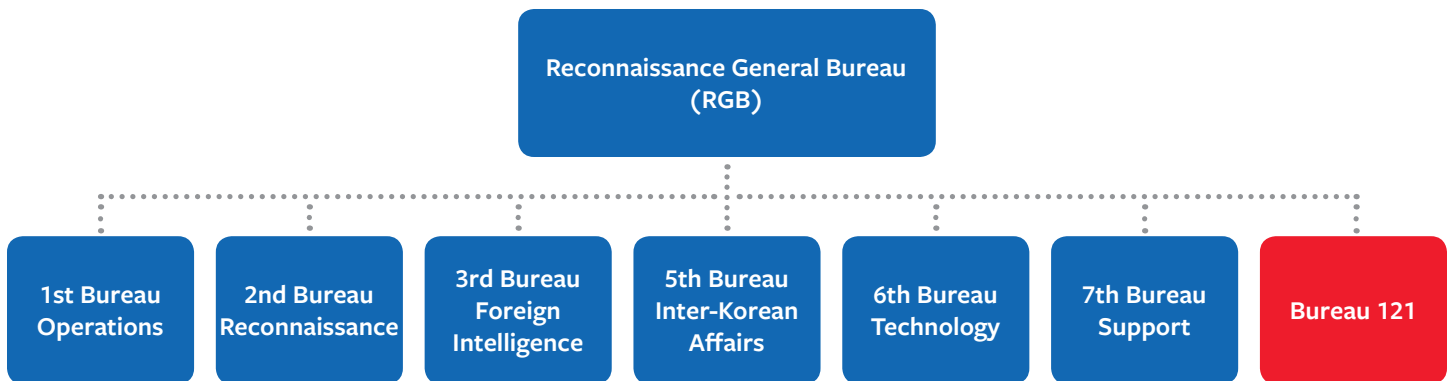 Reconnaissance General Bureau
(RGB)
1st Bureau
Operations
2nd Bureau
Reconnaissance
3rd Bureau
Foreign
Intelligence
5th Bureau
Inter-Korean
Affairs
6th Bureau
Technology
7th Bureau
Support
Bureau 121